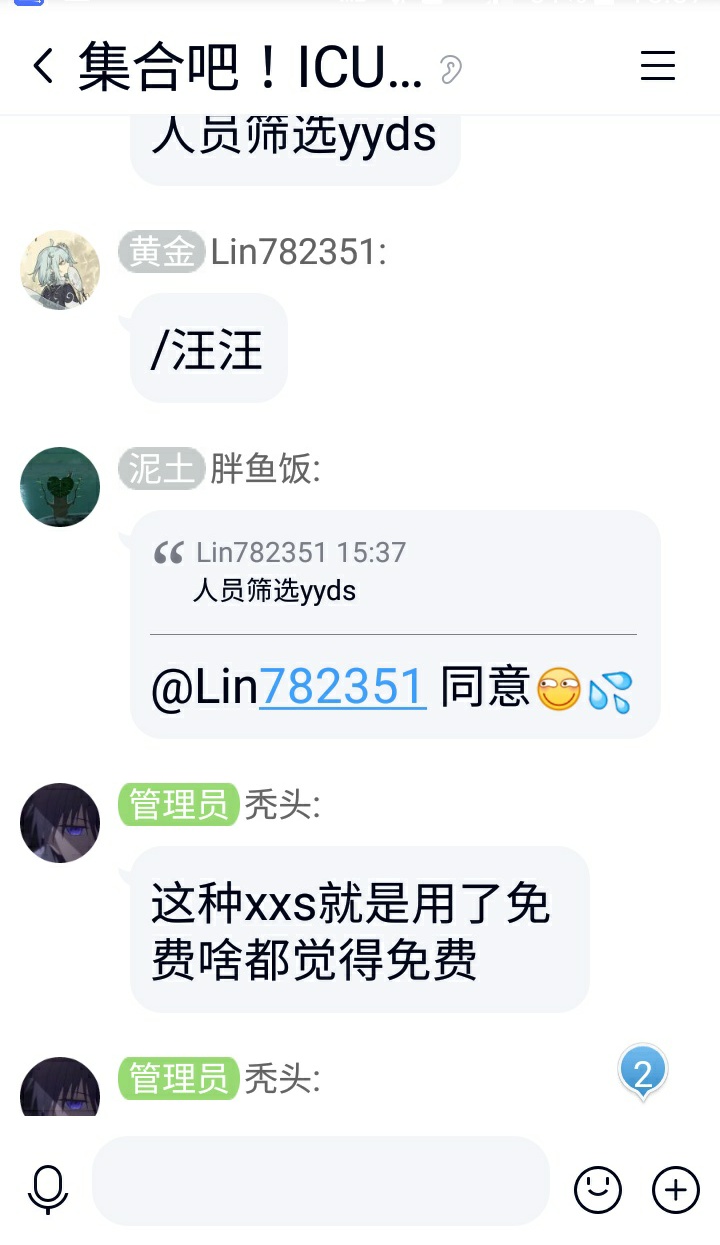 集合吧！ICU...
人员筛选yyds
黄金 Lin782351:
/汪汪
泥土 胖鱼饭:
Lin782351 15:37
人员筛选yyds
@Lin782351 同意
管理员 秃头:
这种xxs就是用了免
费啥都觉得免费
管理员 秃头:
2